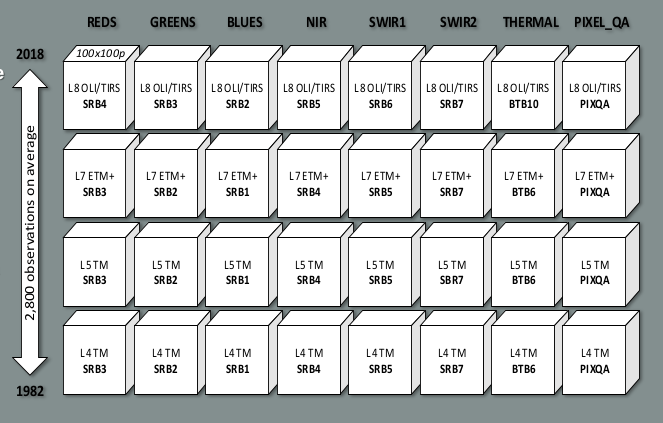 REDS GREENS BLUES NIR SWIR1 SWIR2 THERMAL PIXEL_QA
2018
100x100p
e
L8 OLI/TIRS L8 OLI/TIRS L8 OLI/TIRS L8 OLI/TIRS L8 OLI/TIRS L8 OLI/TIRS L8 OLI/TIRS L8 OLI/TIRS
SRB4 SRB3 SRB2 SRB5 SRB6 SRB7 BTB10 PIXQA
L7 ETM+ L7 ETM+ L7 ETM+ L7 ETM+ L7 ETM+ L7 ETM+ L7 ETM+ L7 ETM+
SRB3 SRB2 SRB1 SRB4 SRB5 SRB7 BTB6 PIXQA
2,800 observations on average
L5 TM L5 TM L5 TM L5 TM L5 TM L5 TM L5 TM L5 TM
SRB3 SRB2 SRB1 SRB4 SRB5 SBR7 BTB6 PIXQA
L4 TM L4 TM L4 TM L4 TM L4 TM L4 TM L4 TM L4 TM
SRB3 SRB2 SRB1 SRB4 SRB5 SRB7 BTB6 PIXQA
1982